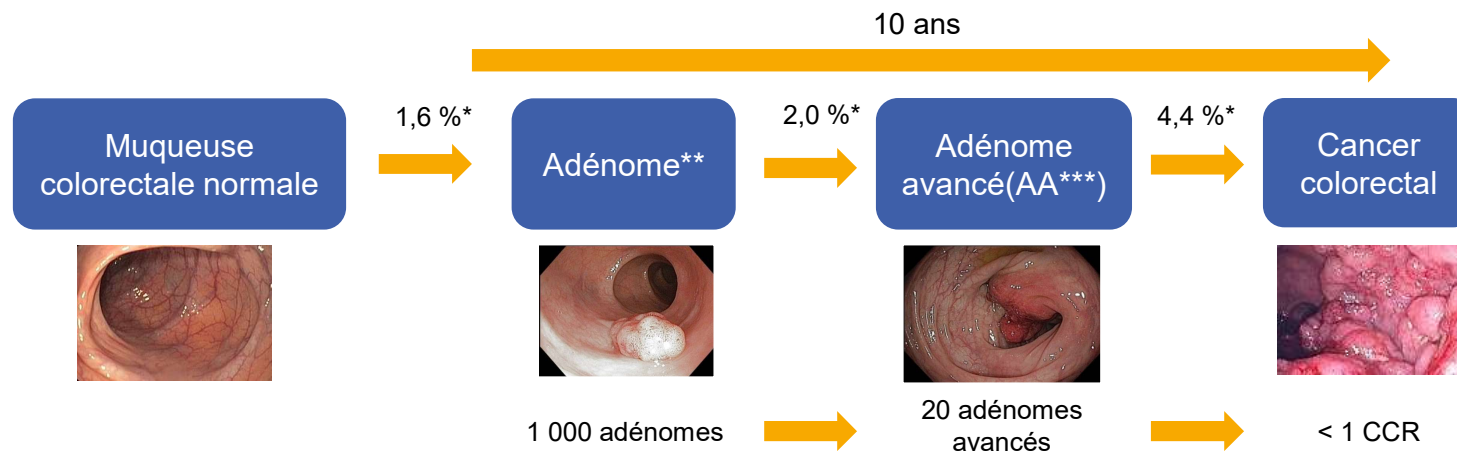 10 ans
1,6 %*
2,0 %*
4,4 %*
Muqueuse
colorectale normale
Adénome**
Adénome
avancé(AA***)
Cancer
colorectal
1 000 adénomes
20 adénomes
avancés
< 1 CCR